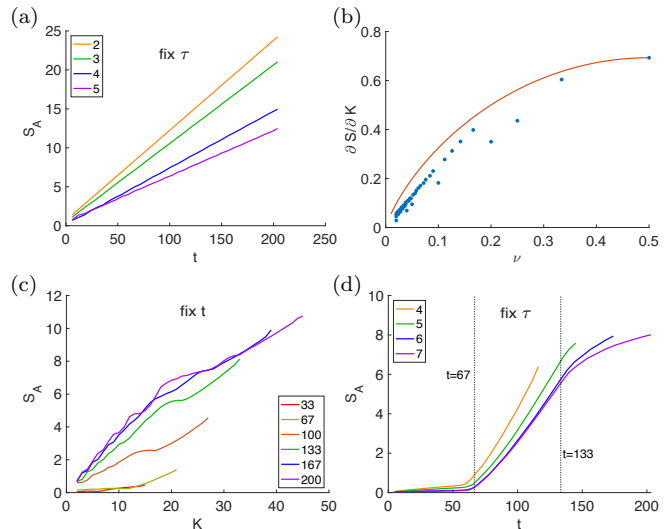 (a)
fix τ
2
3
4
5
25
20
15
10
5
0
S_A
0 50 100 150 200 250
t
(b)
0.8
0.6
0.4
0.2
0
∂ S/∂ K
0 0.1 0.2 0.3 0.4 0.5
ν
(c)
fix t
12
10
8
6
4
2
0
S_A
33
67
100
133
167
200
0 10 20 30 40 50
K
(d)
fix τ
4
5
6
7
10
8
6
4
2
0
S_A
t=67
t=133
0 50 100 150 200
t